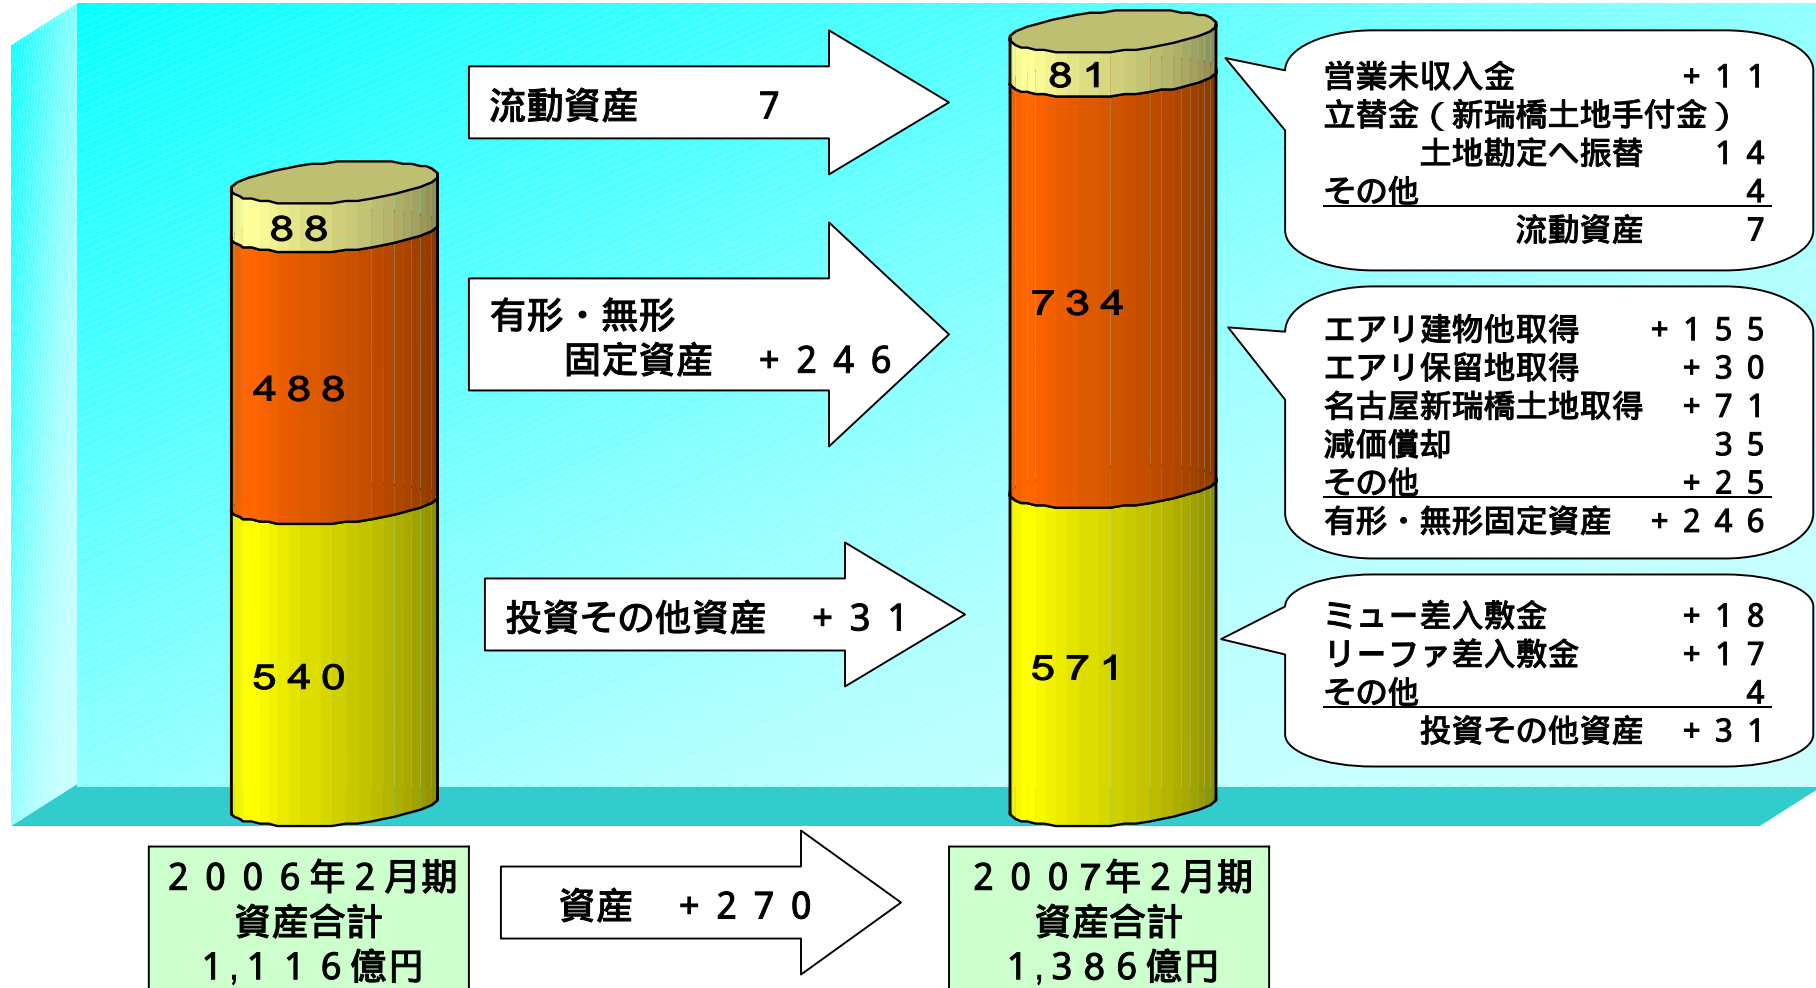 流動資産 7
81
88
営業未収入金 +11
立替金(新瑞橋土地手付金)
土地勘定へ振替 14
その他 4
流動資産 7
有形・無形
固定資産 +246
734
488
エアリ建物他取得 +155
エアリ保留地取得 +30
名古屋新瑞橋土地取得 +71
減価償却 35
その他 +25
有形・無形固定資産 +246
投資その他資産 +31
540
571
ミュー差入敷金 +18
リーファ差入敷金 +17
その他 4
投資その他資産 +31
2006年2月期
資産合計
1,116億円
資産 +270
2007年2月期
資産合計
1,386億円